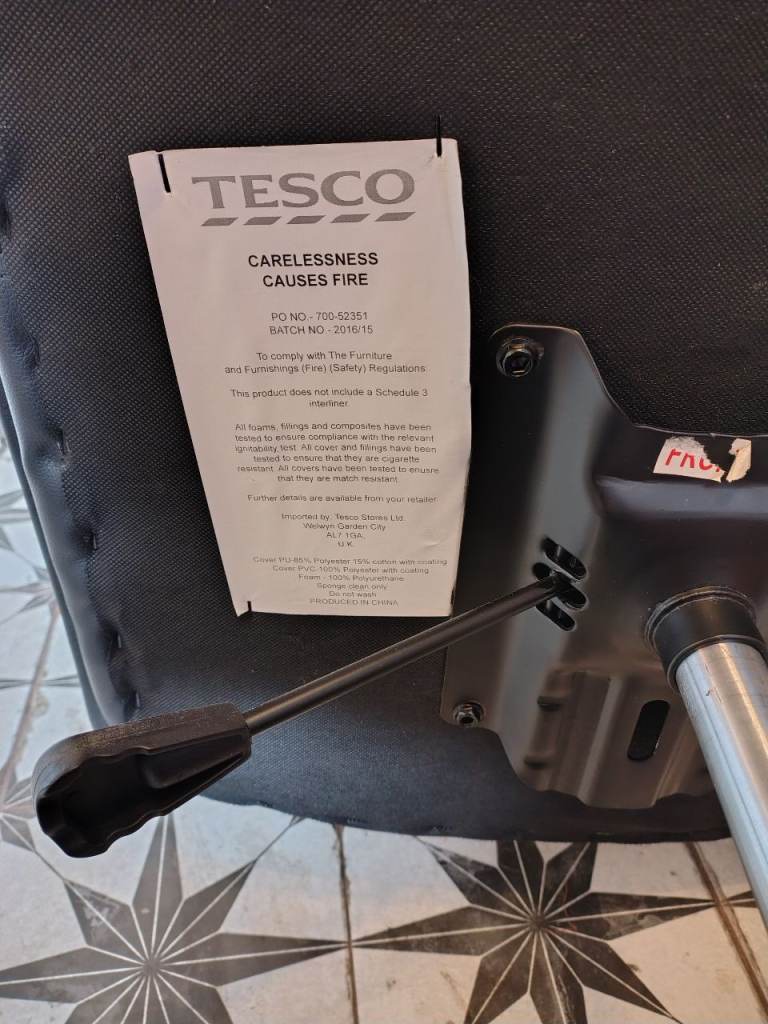 TESCO
CARELESSNESS
CAUSES FIRE
PO NO.- 700-52351
BATCH NO - 2016/15
To comply with The Furniture
and Furnishings (Fire) (Safety) Regulations:
This product does not include a Schedule 3
interliner.
All foams, fillings and composites have been
tested to ensure compliance with the relevant
ignitability test. All cover and fillings have been
tested to ensure that they are cigarette
resistant. All covers have been tested to ensure
that they are match resistant.
Further details are available from your retailer
Imported by: Tesco Stores Ltd.
Welwyn Garden City
AL7 1GA,
U.K.
Cover PU-85% Polyester 15% cotton with coating
Cover PVC-100% Polyester with coating
Foam - 100% Polyurethane
Sponge clean only
Do not wash
PRODUCED IN CHINA